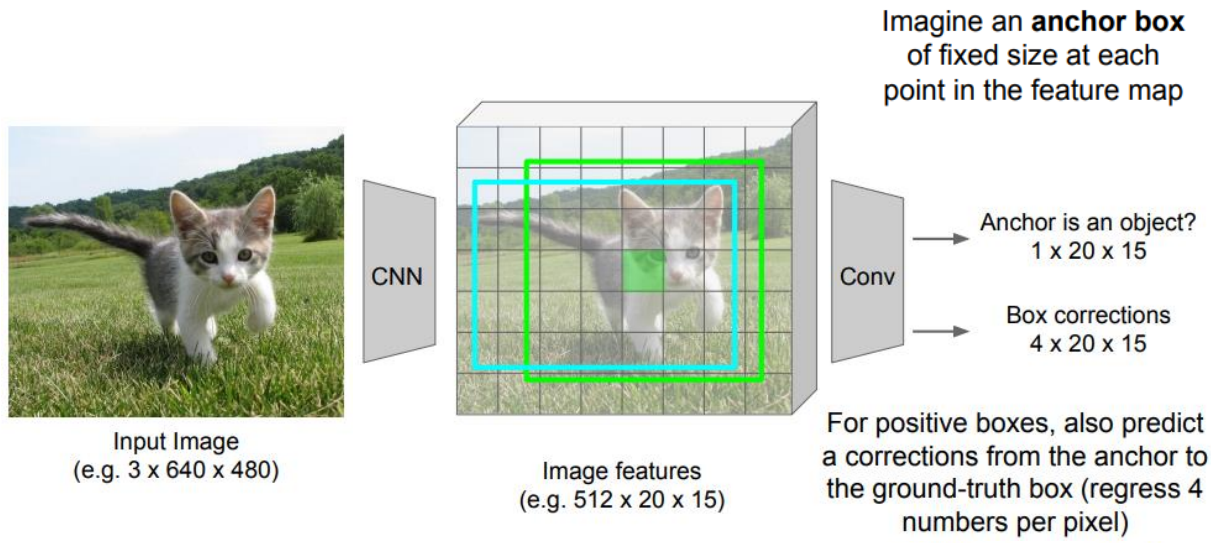 Imagine an anchor box
of fixed size at each
point in the feature map
CNN
Conv
Anchor is an object?
1 x 20 x 15
Box corrections
4 x 20 x 15
Input Image
(e.g. 3 x 640 x 480)
Image features
(e.g. 512 x 20 x 15)
For positive boxes, also predict
a corrections from the anchor to
the ground-truth box (regress 4
numbers per pixel)